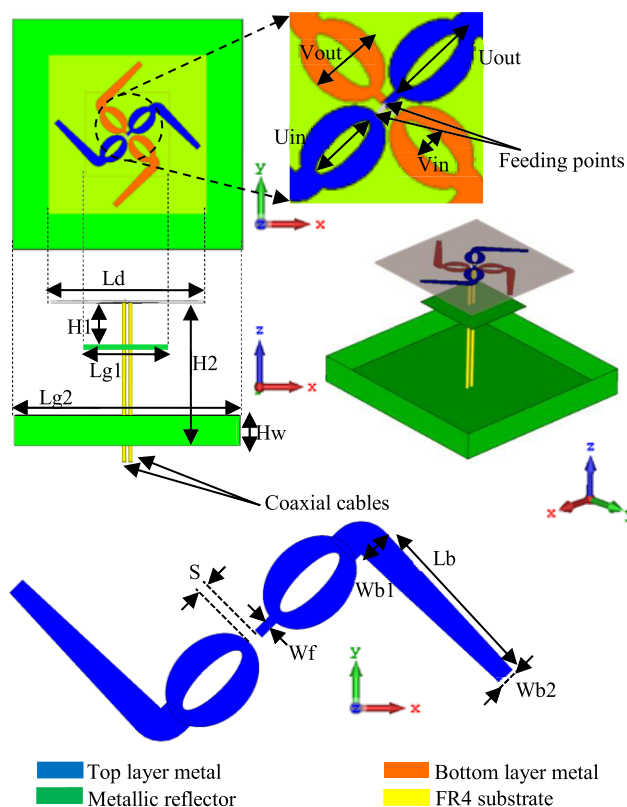 Vout
Uout
Uin
Vin
Feeding points
y
z
x
Ld
H1
H2
Lg1
Lg2
Hw
z
x
Coaxial cables
z
x
y
S
Wf
Wb1
Lb
Wb2
y
z
x
Top layer metal
Bottom layer metal
Metallic reflector
FR4 substrate